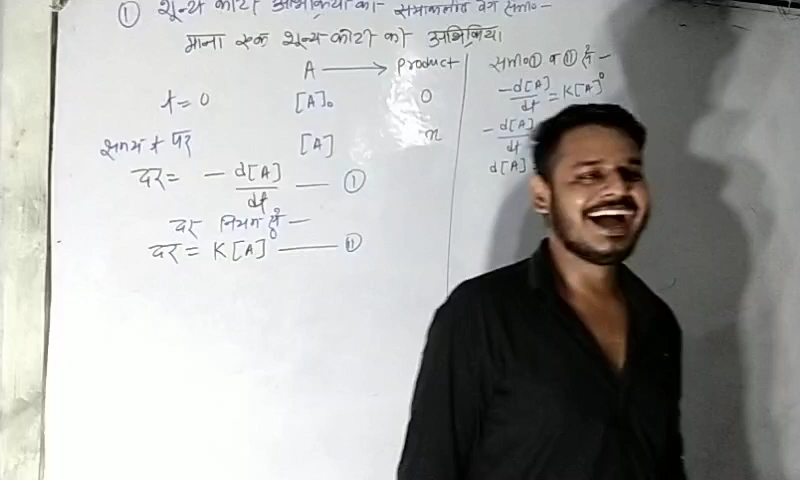 ① शून्य कोटी अभिक्रिया का - समाकलीत वेग समी० -
माना एक शून्य-कोटी की अभिक्रिया
A ⟶ Product
t = 0 [A]₀ 0
समय t पर [A] x
दर = - d[A]/dt — ①
दर नियम से —
दर = K[A]⁰ — ⑪
समी० ① व ⑪ से -
-d[A]/dt = K[A]⁰
-d[A]/dt
d[A]